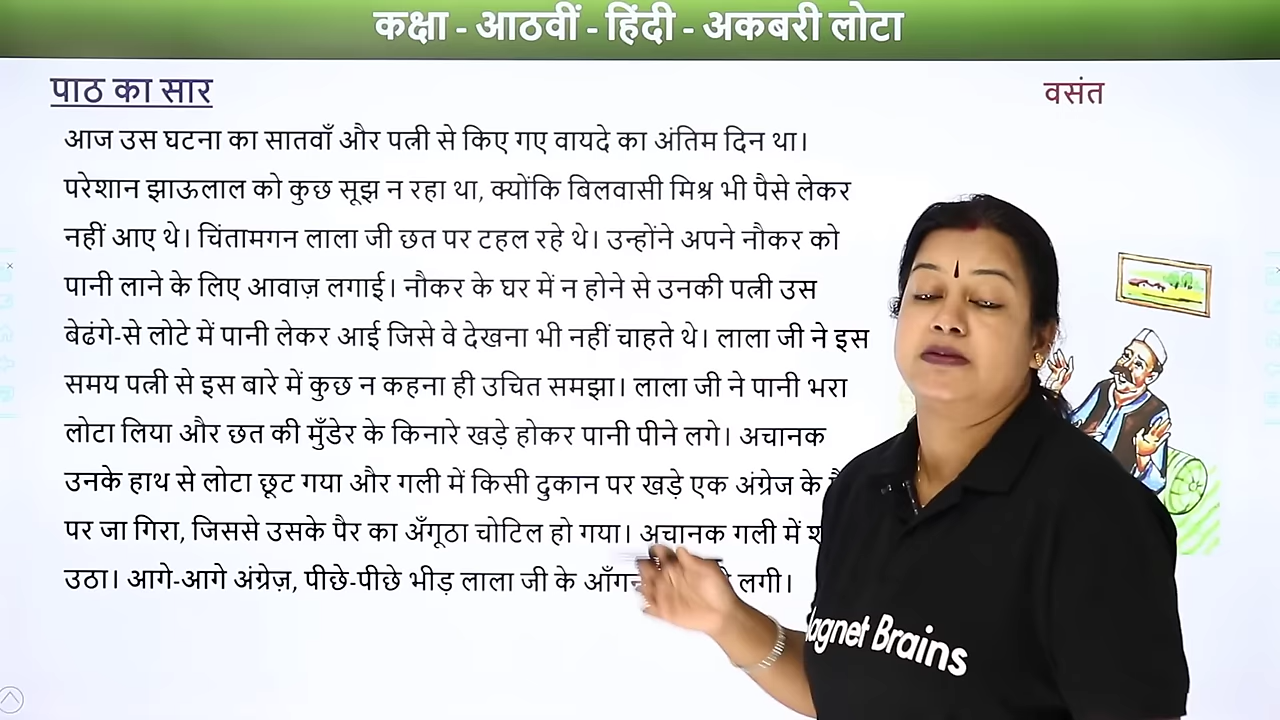 कक्षा - आठवीं - हिंदी - अकबरी लोटा
पाठ का सार
वसंत
आज उस घटना का सातवाँ और पत्नी से किए गए वायदे का अंतिम दिन था।
परेशान झाऊलाल को कुछ सूझ न रहा था, क्योंकि बिलवासी मिश्र भी पैसे लेकर
नहीं आए थे। चिंतामगन लाला जी छत पर टहल रहे थे। उन्होंने अपने नौकर को
पानी लाने के लिए आवाज़ लगाई। नौकर के घर में न होने से उनकी पत्नी उस
बेढंगे-से लोटे में पानी लेकर आई जिसे वे देखना भी नहीं चाहते थे। लाला जी ने इस
समय पत्नी से इस बारे में कुछ न कहना ही उचित समझा। लाला जी ने पानी भरा
लोटा लिया और छत की मुँडेर के किनारे खड़े होकर पानी पीने लगे। अचानक
उनके हाथ से लोटा छूट गया और गली में किसी दुकान पर खड़े एक अंग्रेज के
पर जा गिरा, जिससे उसके पैर का अँगूठा चोटिल हो गया। अचानक गली में
उठा। आगे-आगे अंग्रेज़, पीछे-पीछे भीड़ लाला जी के लगी।
agnet Brains